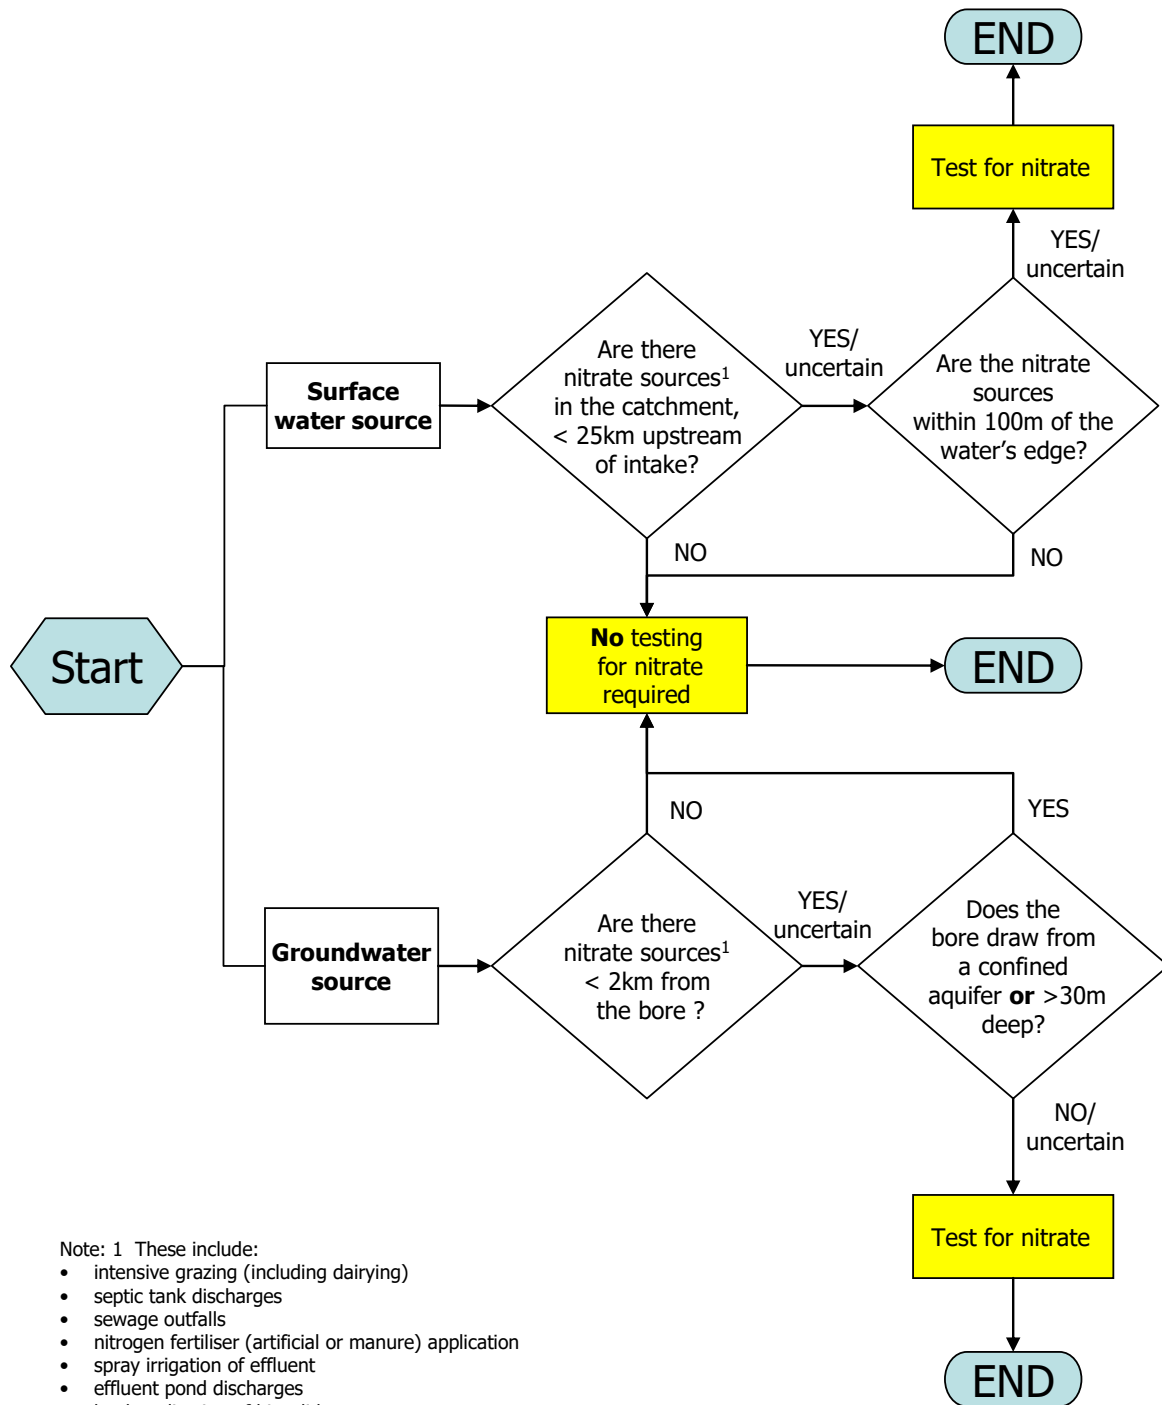 END
Test for nitrate
YES/
uncertain
Are there
nitrate sources1
in the catchment,
< 25km upstream
of intake?
YES/
uncertain
Are the nitrate
sources
within 100m of the
water's edge?
Surface
water source
NO
NO
Start
No testing
for nitrate
required
END
NO
YES
Groundwater
source
Are there
nitrate sources1
< 2km from
the bore ?
YES/
uncertain
Does the
bore draw from
a confined
aquifer or >30m
deep?
NO/
uncertain
Test for nitrate
END
Note: 1 These include:
• intensive grazing (including dairying)
• septic tank discharges
• sewage outfalls
• nitrogen fertiliser (artificial or manure) application
• spray irrigation of effluent
• effluent pond discharges